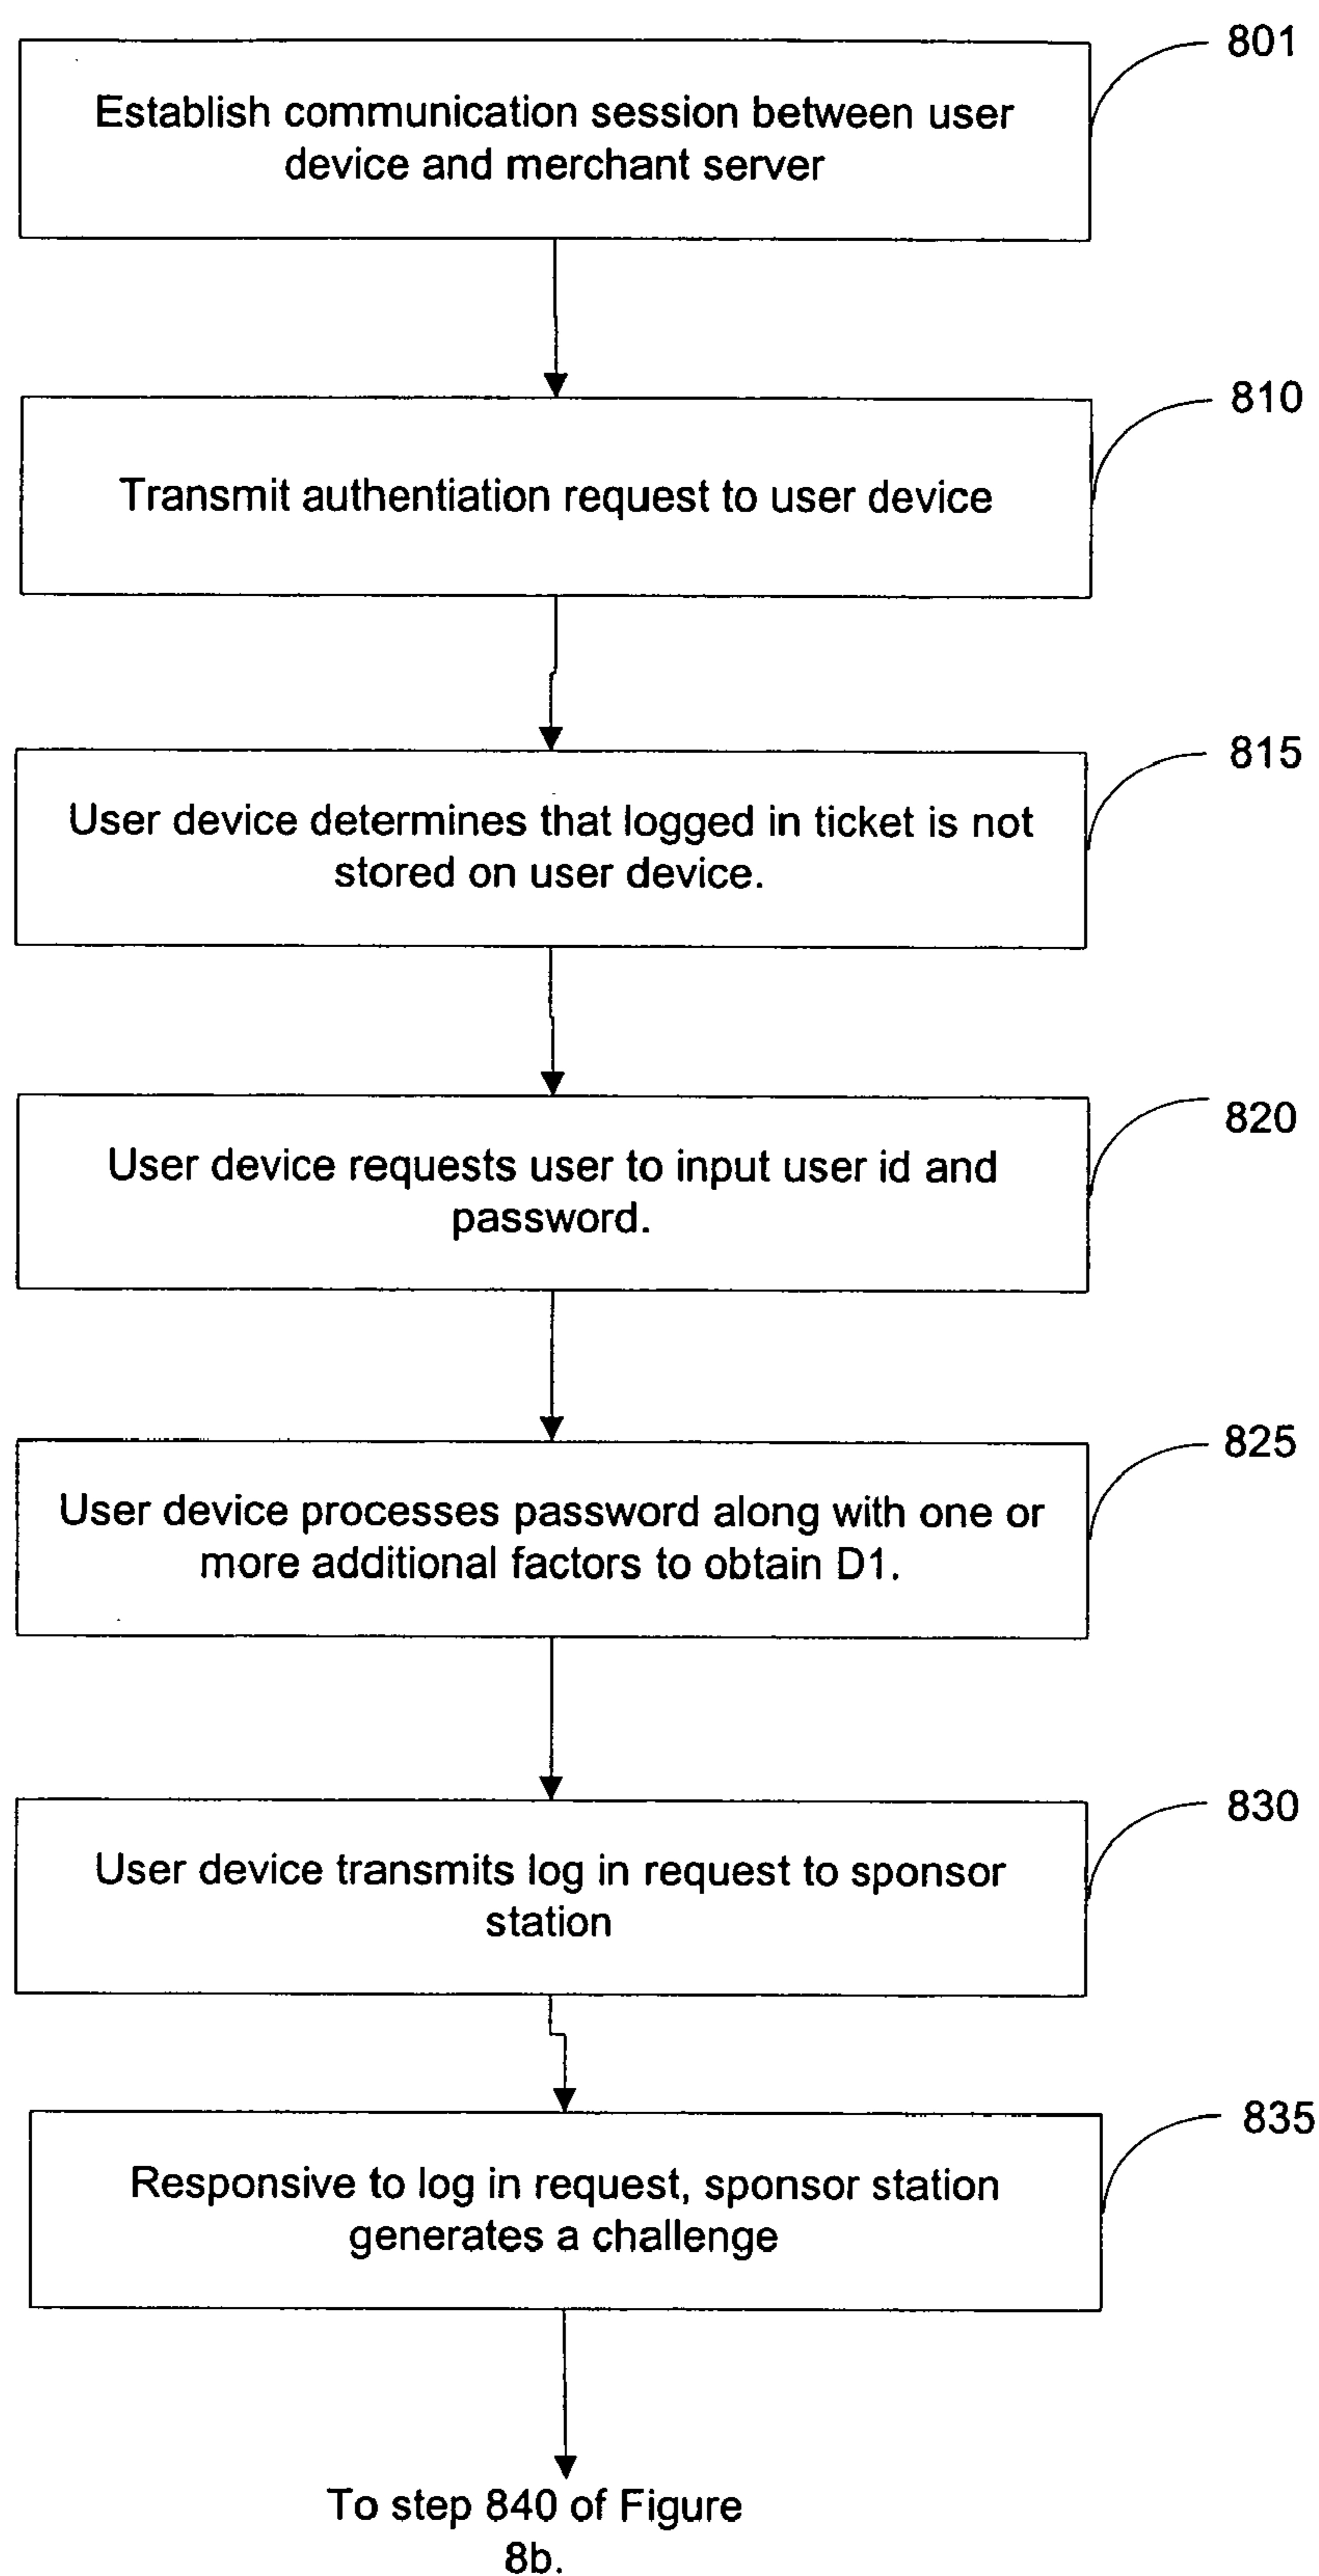 801
Establish communication session between user
device and merchant server
810
Transmit authentiation request to user device
815
User device determines that logged in ticket is not
stored on user device.
820
User device requests user to input user id and
password.
825
User device processes password along with one or
more additional factors to obtain D1.
830
User device transmits log in request to sponsor
station
835
Responsive to log in request, sponsor station
generates a challenge
To step 840 of Figure
8b.